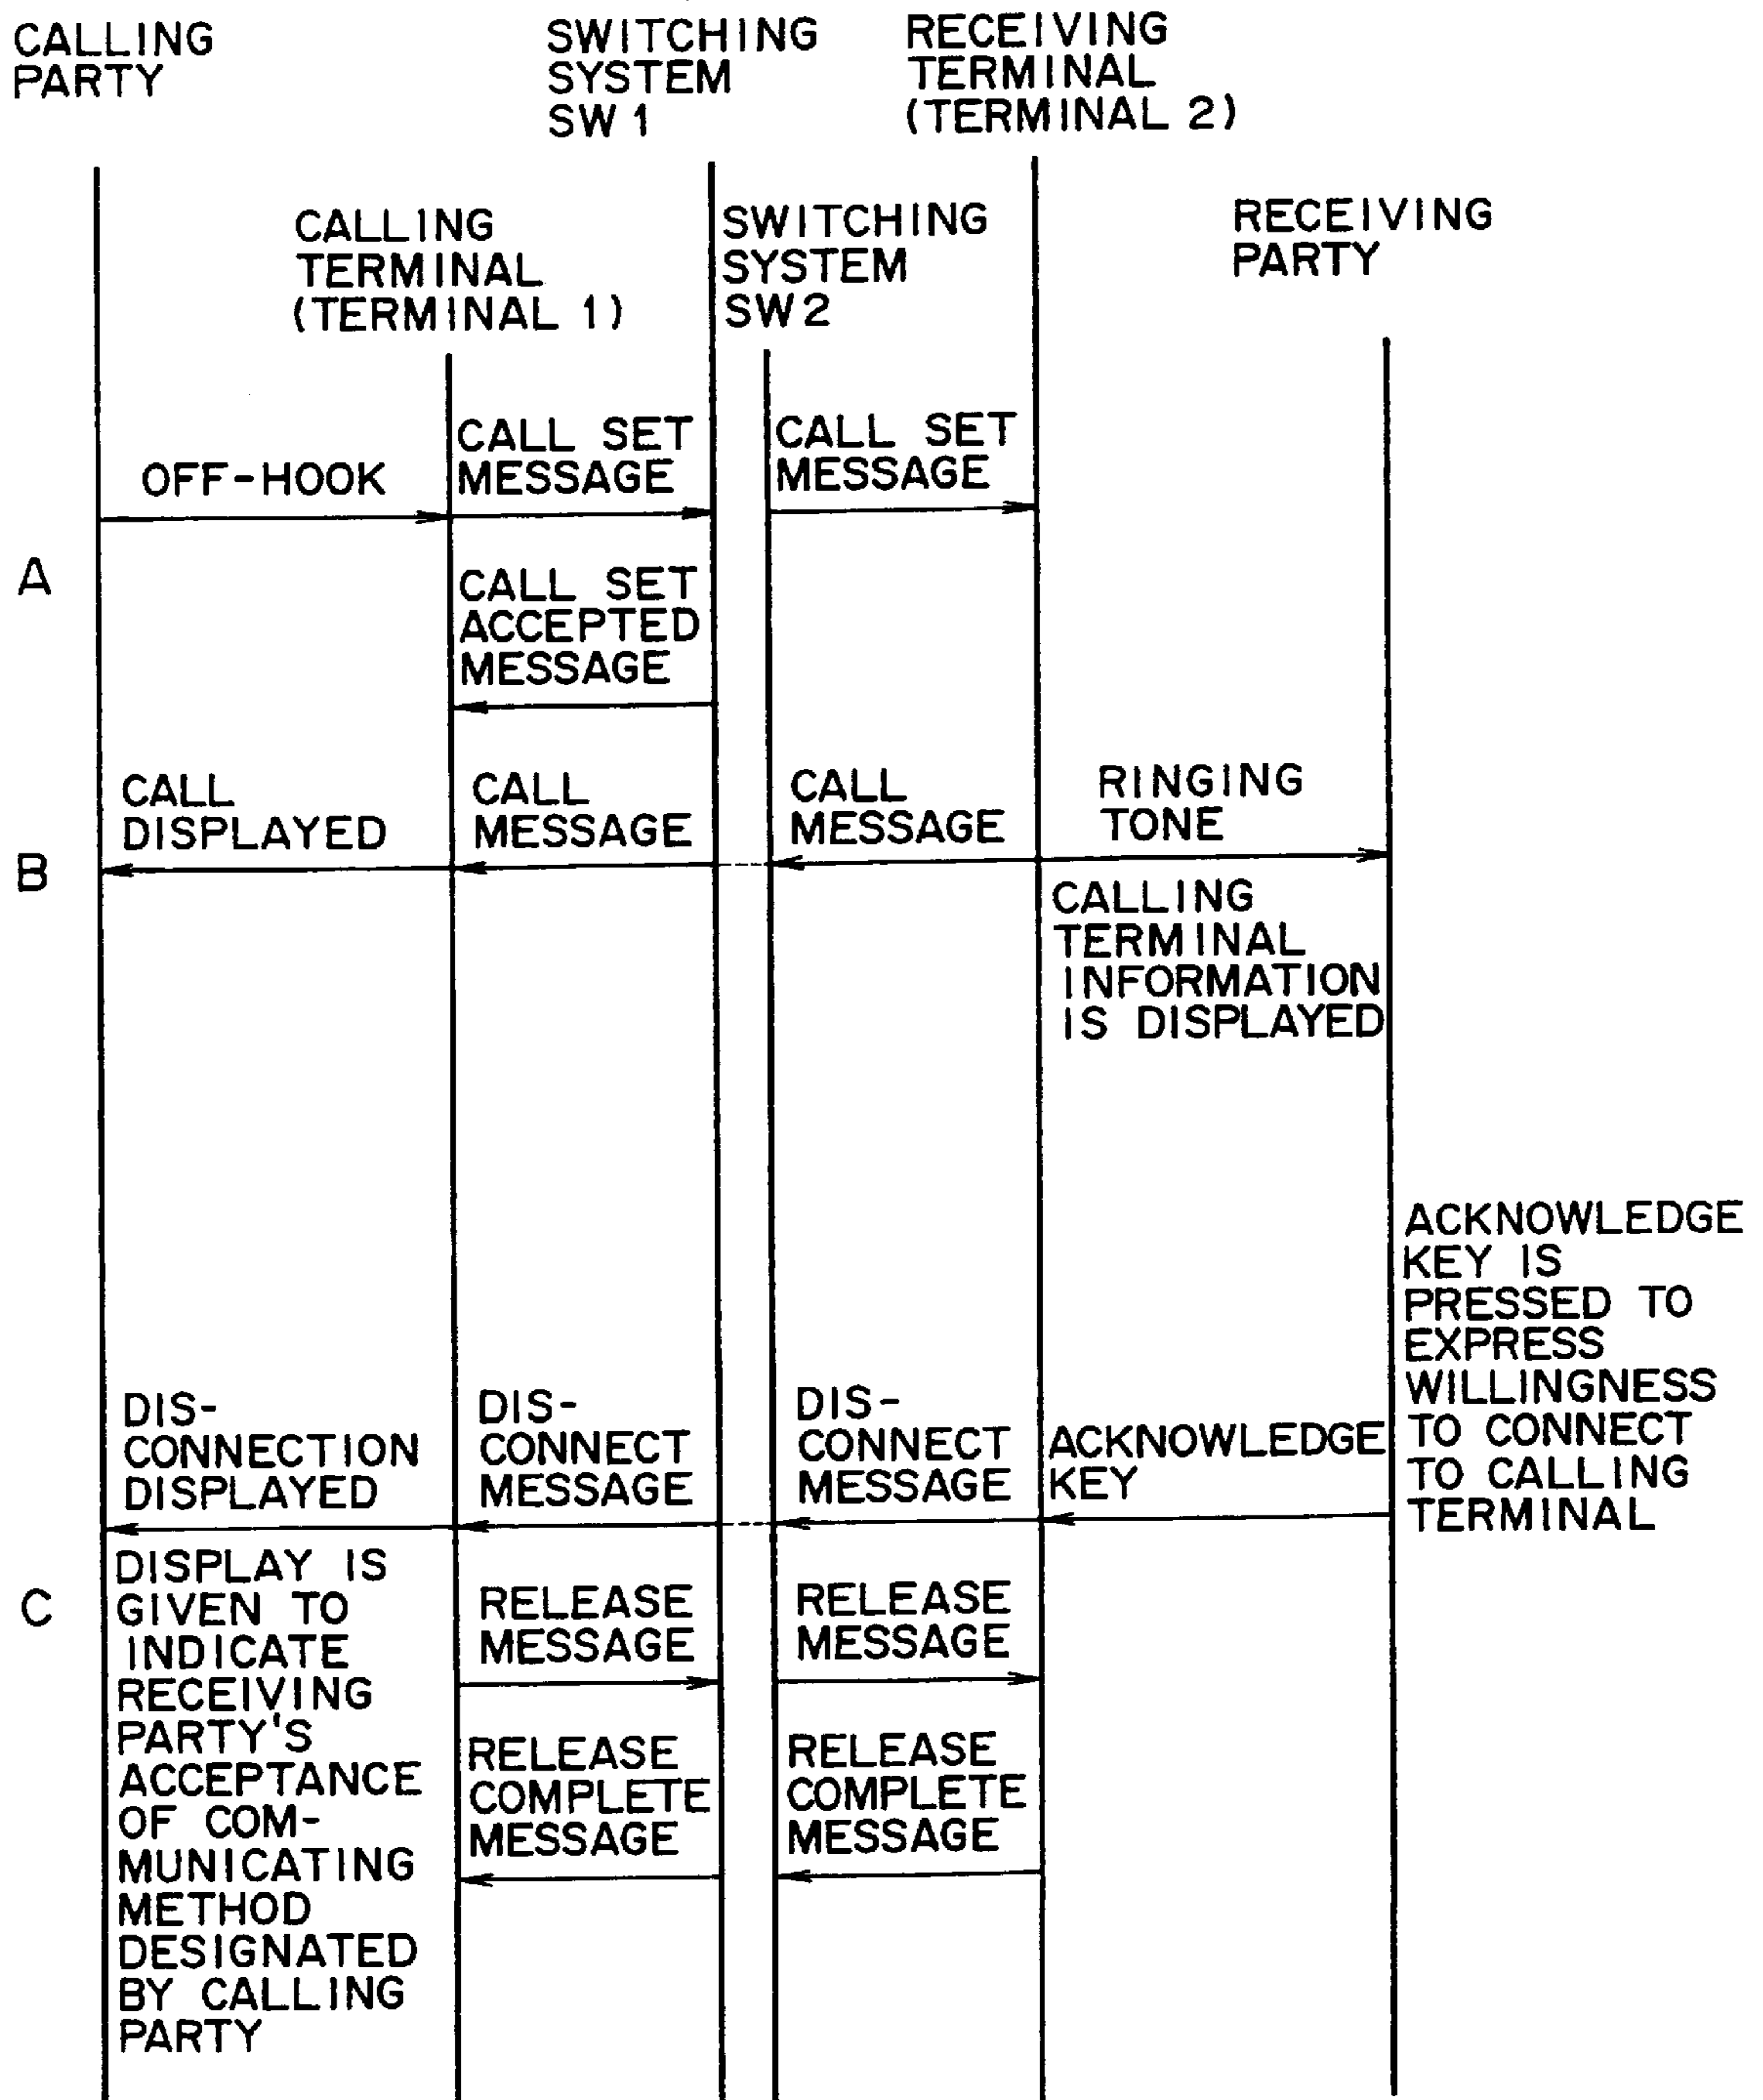 CALLING
PARTY
SWITCHING
SYSTEM
SW1
RECEIVING
TERMINAL
(TERMINAL 2)
CALLING
TERMINAL
(TERMINAL 1)
SWITCHING
SYSTEM
SW2
RECEIVING
PARTY
OFF-HOOK
CALL SET
MESSAGE
CALL SET
MESSAGE
A
CALL SET
ACCEPTED
MESSAGE
CALL
DISPLAYED
CALL
MESSAGE
CALL
MESSAGE
RINGING
TONE
B
CALLING
TERMINAL
INFORMATION
IS DISPLAYED
ACKNOWLEDGE
KEY IS
PRESSED TO
EXPRESS
WILLINGNESS
TO CONNECT
TO CALLING
TERMINAL
DIS-
CONNECTION
DISPLAYED
DIS-
CONNECT
MESSAGE
DIS-
CONNECT
MESSAGE
ACKNOWLEDGE
KEY
C
DISPLAY IS
GIVEN TO
INDICATE
RECEIVING
PARTY'S
ACCEPTANCE
OF COM-
MUNICATING
METHOD
DESIGNATED
BY CALLING
PARTY
RELEASE
MESSAGE
RELEASE
MESSAGE
RELEASE
COMPLETE
MESSAGE
RELEASE
COMPLETE
MESSAGE